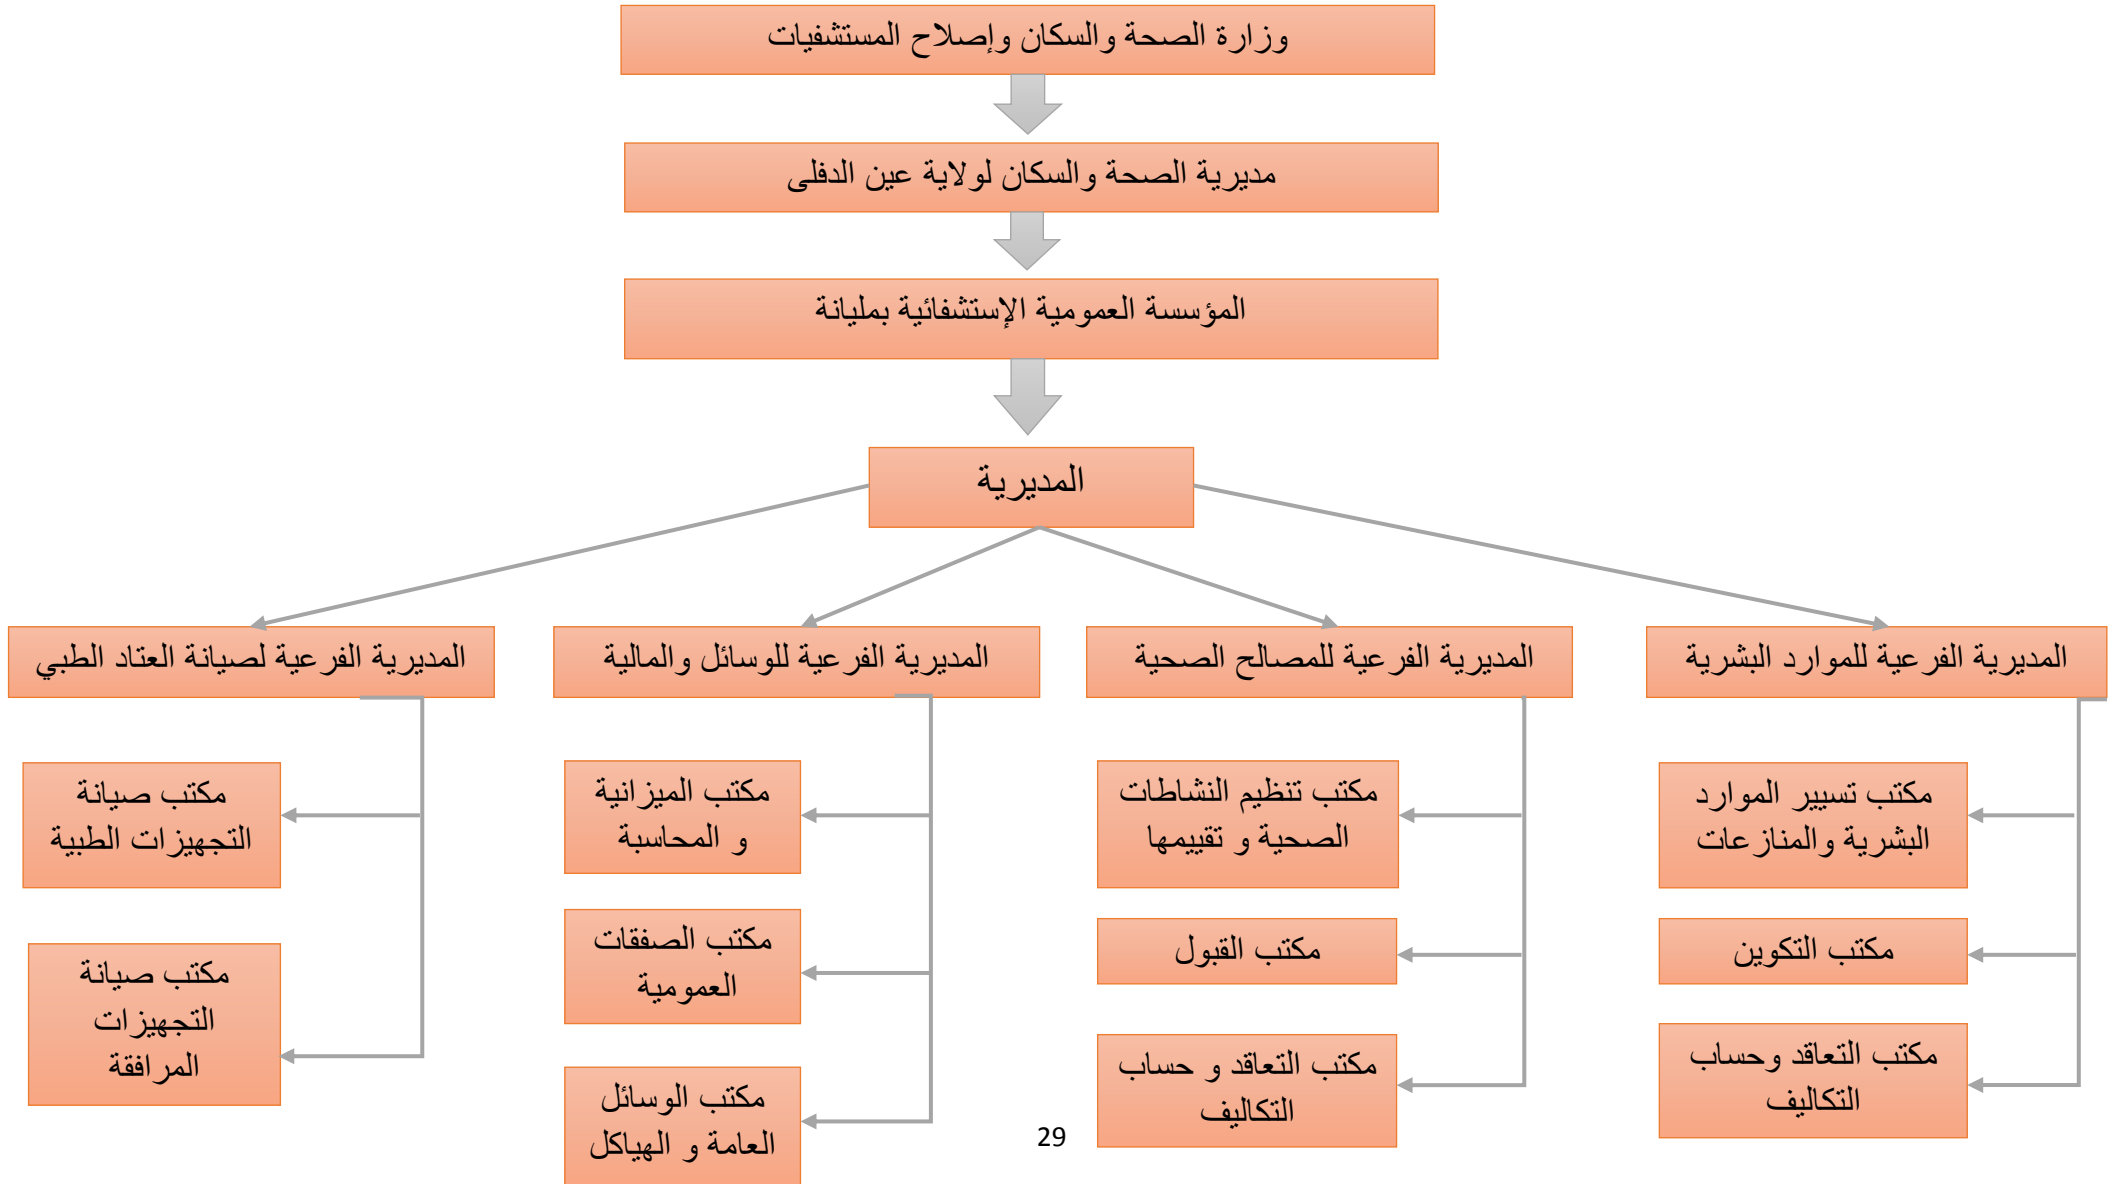 وزارة الصحة والسكان وإصلاح المستشفيات
مديرية الصحة والسكان لولاية عين الدفلى
المؤسسة العمومية الإستشفائية بمليانة
المديرية
المديرية الفرعية للموارد البشرية
المديرية الفرعية للمصالح الصحية
المديرية الفرعية للوسائل والمالية
المديرية الفرعية لصيانة العتاد الطبي
مكتب تسيير الموارد
البشرية والمنازعات
مكتب التكوين
مكتب التعاقد وحساب
التكاليف
مكتب تنظيم النشاطات
الصحية و تقييمها
مكتب القبول
مكتب التعاقد و حساب
التكاليف
مكتب الميزانية
و المحاسبة
مكتب الصفقات
العمومية
مكتب الوسائل
العامة و الهياكل
مكتب صيانة
التجهيزات الطبية
مكتب صيانة
التجهيزات
المرافقة
29